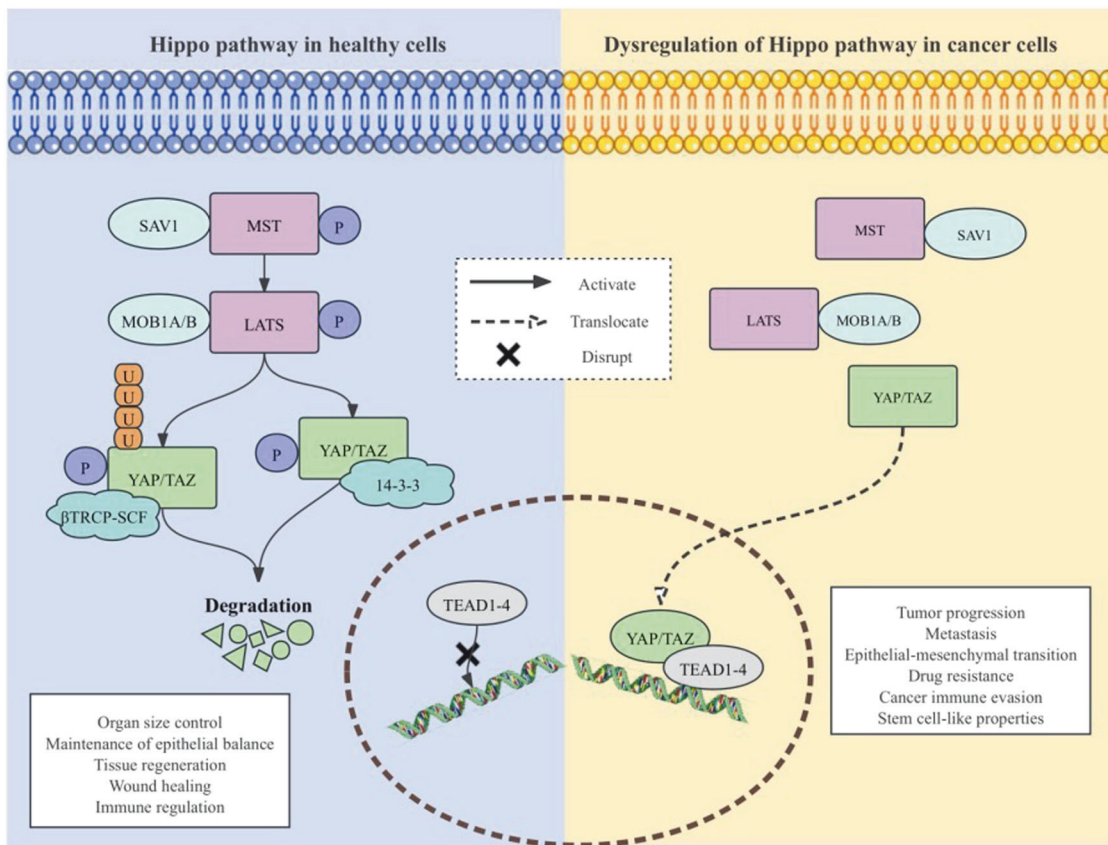 Hippo pathway in healthy cells
Dysregulation of Hippo pathway in cancer cells
SAV1
MST
P
MOB1A/B
LATS
P
U
U
U
U
P
YAP/TAZ
βTRCP-SCF
P
YAP/TAZ
14-3-3
Degradation
Organ size control
Maintenance of epithelial balance
Tissue regeneration
Wound healing
Immune regulation
Activate
Translocate
Disrupt
TEAD1-4
MST
SAV1
LATS
MOB1A/B
YAP/TAZ
YAP/TAZ
TEAD1-4
Tumor progression
Metastasis
Epithelial-mesenchymal transition
Drug resistance
Cancer immune evasion
Stem cell-like properties